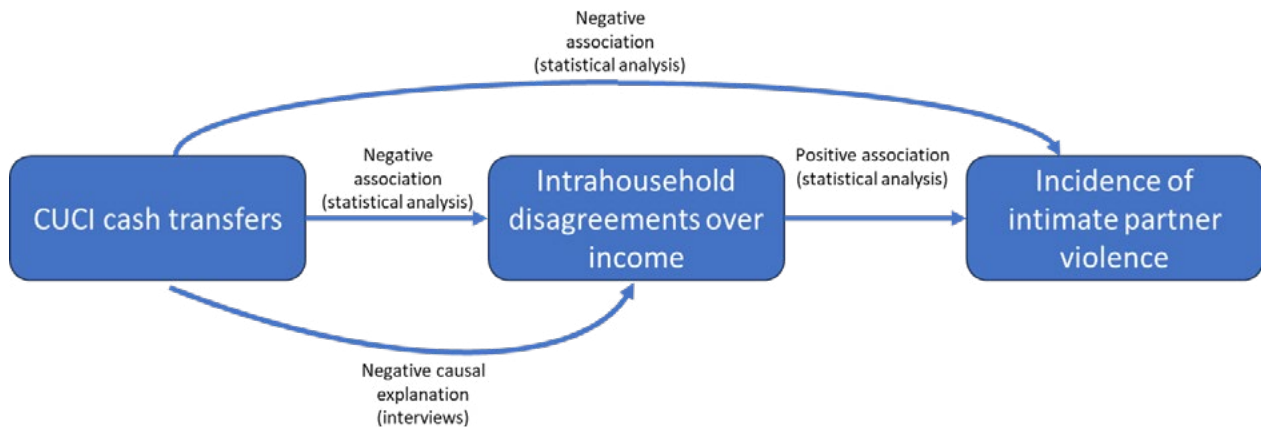 Negative
association
(statistical analysis)
Negative
association
(statistical analysis)
Positive association
(statistical analysis)
CUCI cash transfers
Intrahousehold
disagreements over
income
Incidence of
intimate partner
violence
Negative causal
explanation
(interviews)